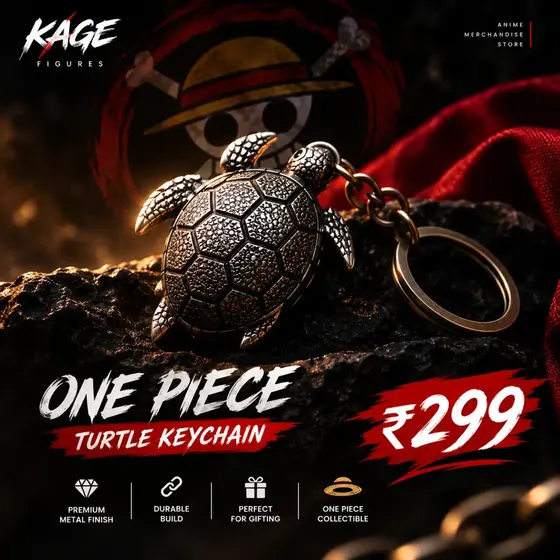 KAGE
FIGURES
ANIME
MERCHANDISE
STORE
ONE PIECE
TURTLE KEYCHAIN
₹299
PREMIUM
METAL FINISH
DURABLE
BUILD
PERFECT
FOR GIFTING
ONE PIECE
COLLECTIBLE